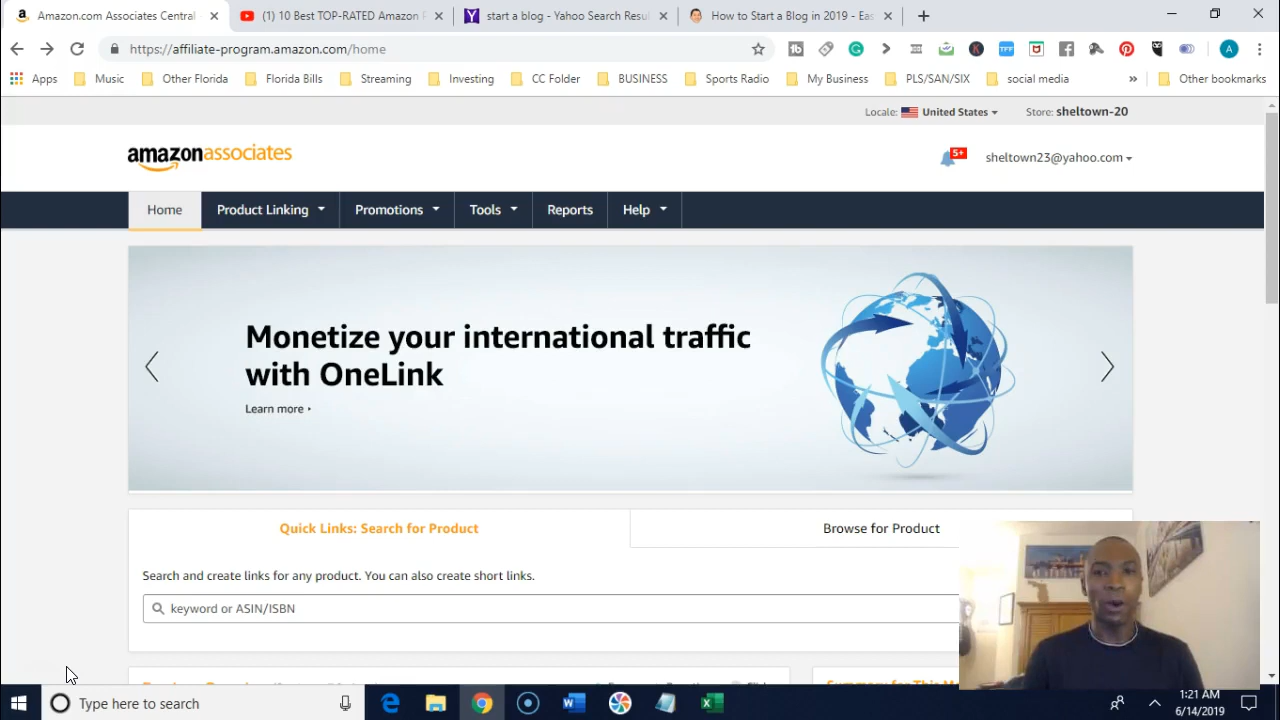 Amazon.com Associates Central -
(1) 10 Best TOP-RATED Amazon F
start a blog - Yahoo Search Resul
How to Start a Blog in 2019 - Eas
https://affiliate-program.amazon.com/home
Apps Music Other Florida Florida Bills Streaming Investing CC Folder BUSINESS Sports Radio My Business PLS/SAN/SIX social media » Other bookmarks
Locale: United States Store: sheltown-20
amazonassociates
5+ sheltown23@yahoo.com
Home Product Linking Promotions Tools Reports Help
Monetize your international traffic
with OneLink
Learn more
Quick Links: Search for Product Browse for Product
Search and create links for any product. You can also create short links.
keyword or ASIN/ISBN
Type here to search
1:21 AM
6/14/2019